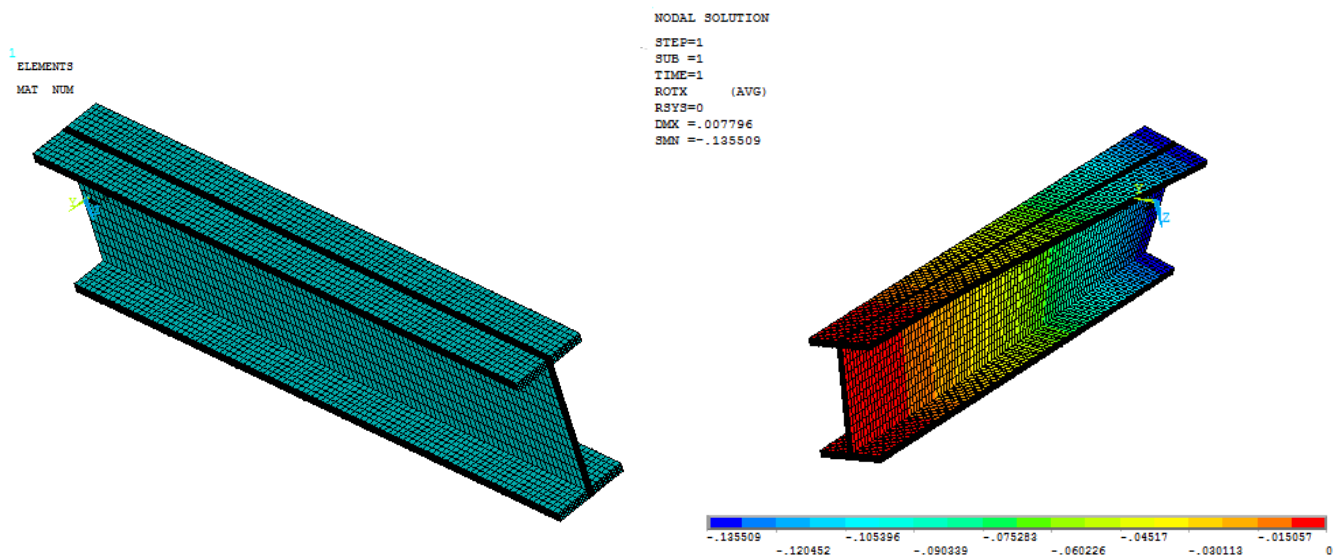 1
ELEMENTS
MAT NUM
Y
NODAL SOLUTION
STEP=1
SUB =1
TIME=1
ROTX (AVG)
RSYS=0
DMX =.007796
SMN =-.135509
Y
Z
-.135509 -.105396 -.075283 -.04517 -.015057
-.120452 -.090339 -.060226 -.030113 0